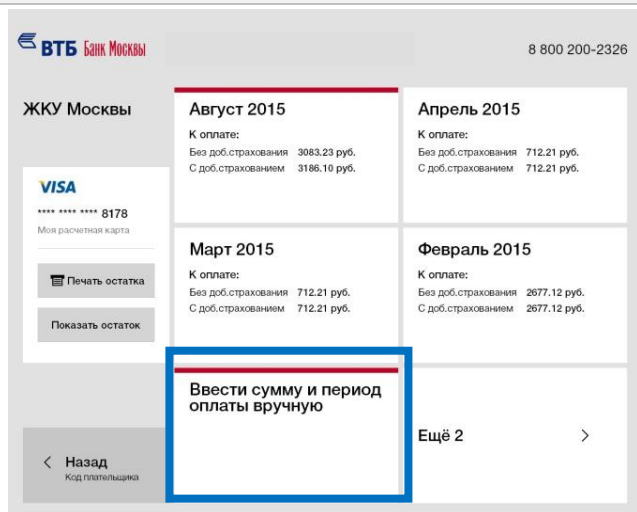 ВТБ Банк Москвы
8 800 200-2326
ЖКУ Москвы
VISA
**** **** **** 8178
Моя расчетная карта
Печать остатка
Показать остаток
Назад
Код плательщика
Август 2015
К оплате:
Без доб.страхования 3083.23 руб.
С доб.страхованием 3186.10 руб.
Апрель 2015
К оплате:
Без доб.страхования 712.21 руб.
С доб.страхованием 712.21 руб.
Март 2015
К оплате:
Без доб.страхования 712.21 руб.
С доб.страхованием 712.21 руб.
Февраль 2015
К оплате:
Без доб.страхования 2677.12 руб.
С доб.страхованием 2677.12 руб.
Ввести сумму и период
оплаты вручную
Ещё 2